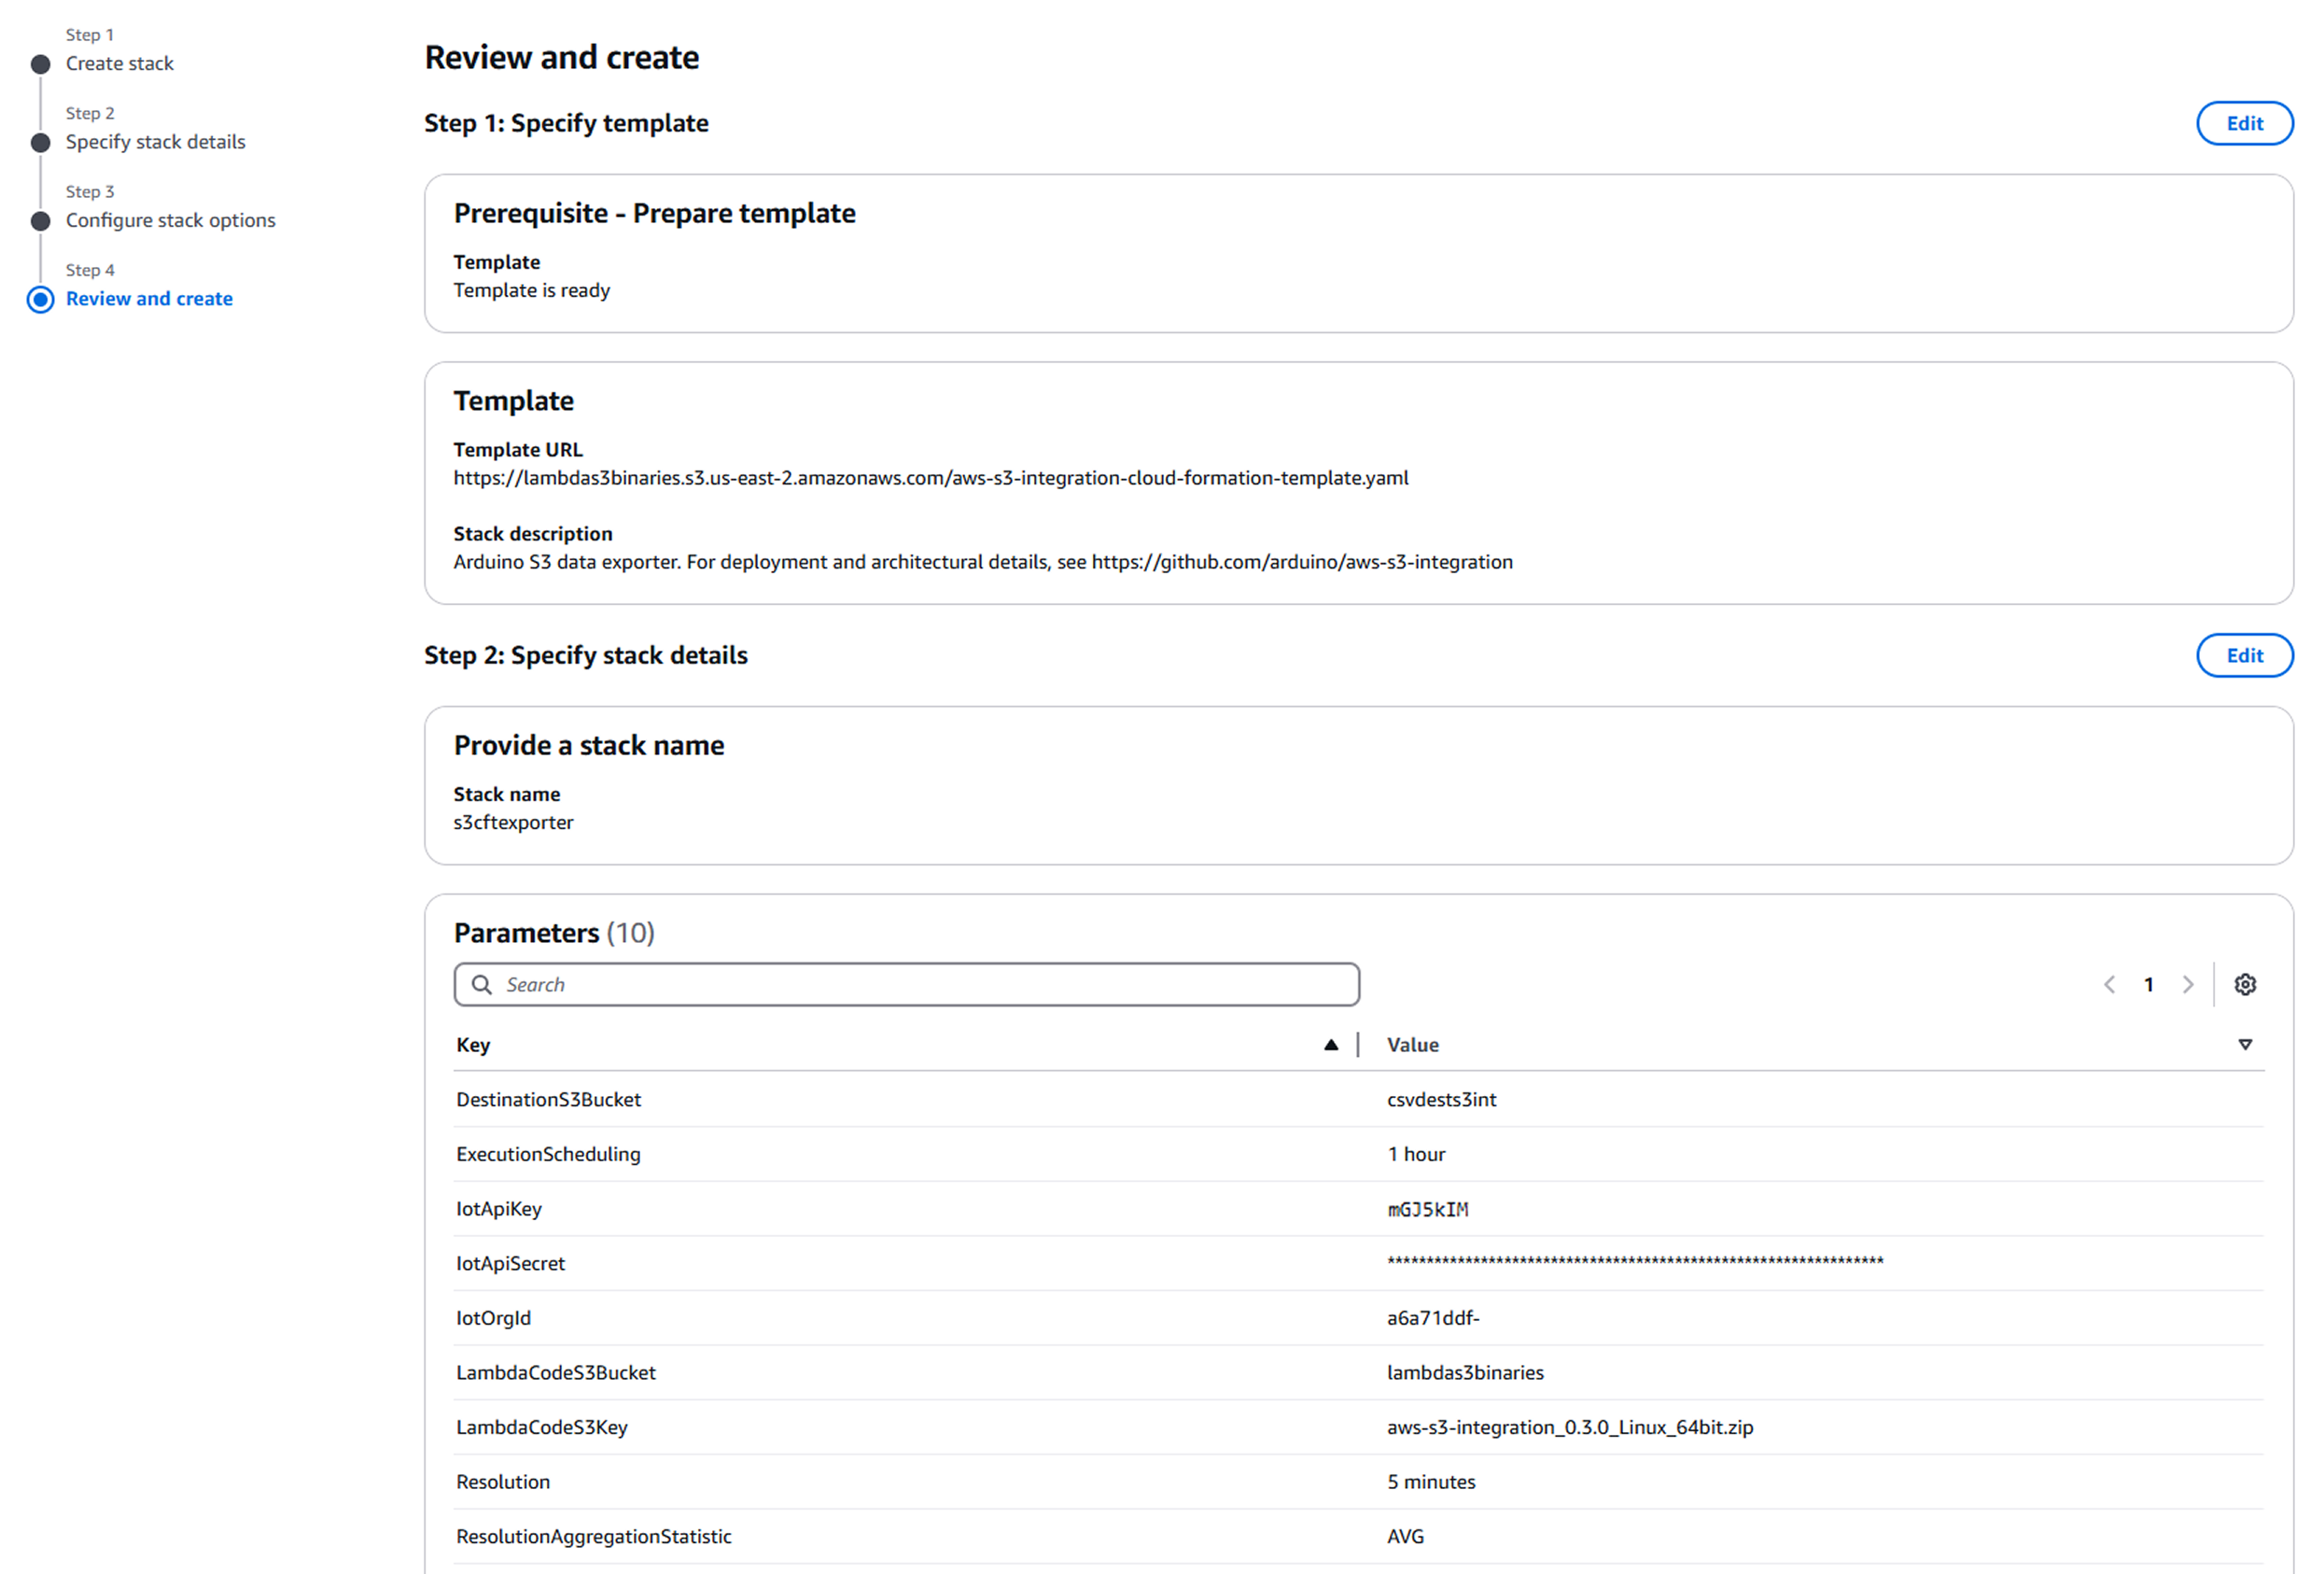 Step 1
Create stack
Step 2
Specify stack details
Step 3
Configure stack options
Step 4
Review and create
Review and create
Step 1: Specify template
Edit
Prerequisite - Prepare template
Template
Template is ready
Template
Template URL
https://lambdas3binaries.s3.us-east-2.amazonaws.com/aws-s3-integration-cloud-formation-template.yaml
Stack description
Arduino S3 data exporter. For deployment and architectural details, see https://github.com/arduino/aws-s3-integration
Step 2: Specify stack details
Edit
Provide a stack name
Stack name
s3cftexporter
Parameters (10)
Search
1
Key Value
DestinationS3Bucket csvdests3int
ExecutionScheduling 1 hour
IotApiKey mGJ5kIM
IotApiSecret ****************************************************************
IotOrgId a6a71ddf-
LambdaCodeS3Bucket lambdas3binaries
LambdaCodeS3Key aws-s3-integration_0.3.0_Linux_64bit.zip
Resolution 5 minutes
ResolutionAggregationStatistic AVG